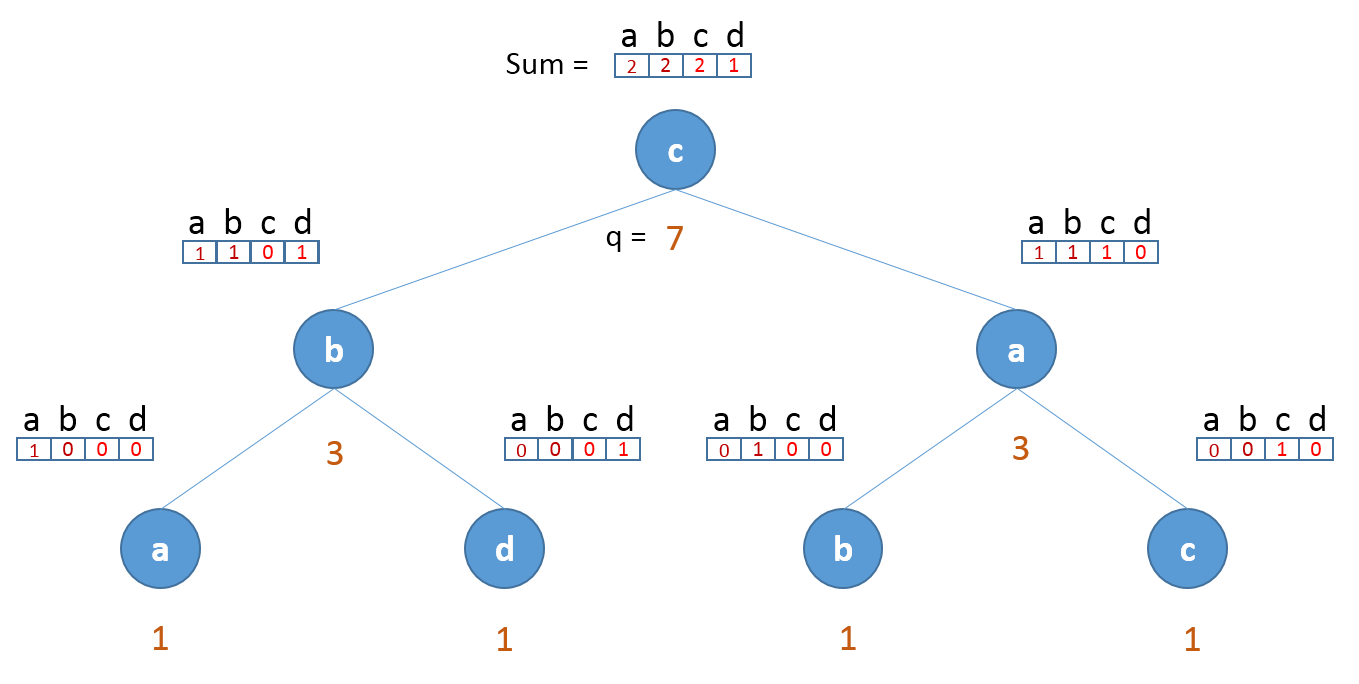 a b c d
Sum = 2 2 2 1
c
a b c d
1 1 0 1
q = 7
a b c d
1 1 1 0
b
a
a b c d
1 0 0 0
3
a b c d
0 0 0 1
a b c d
0 1 0 0
3
a b c d
0 0 1 0
a
d
b
c
1
1
1
1